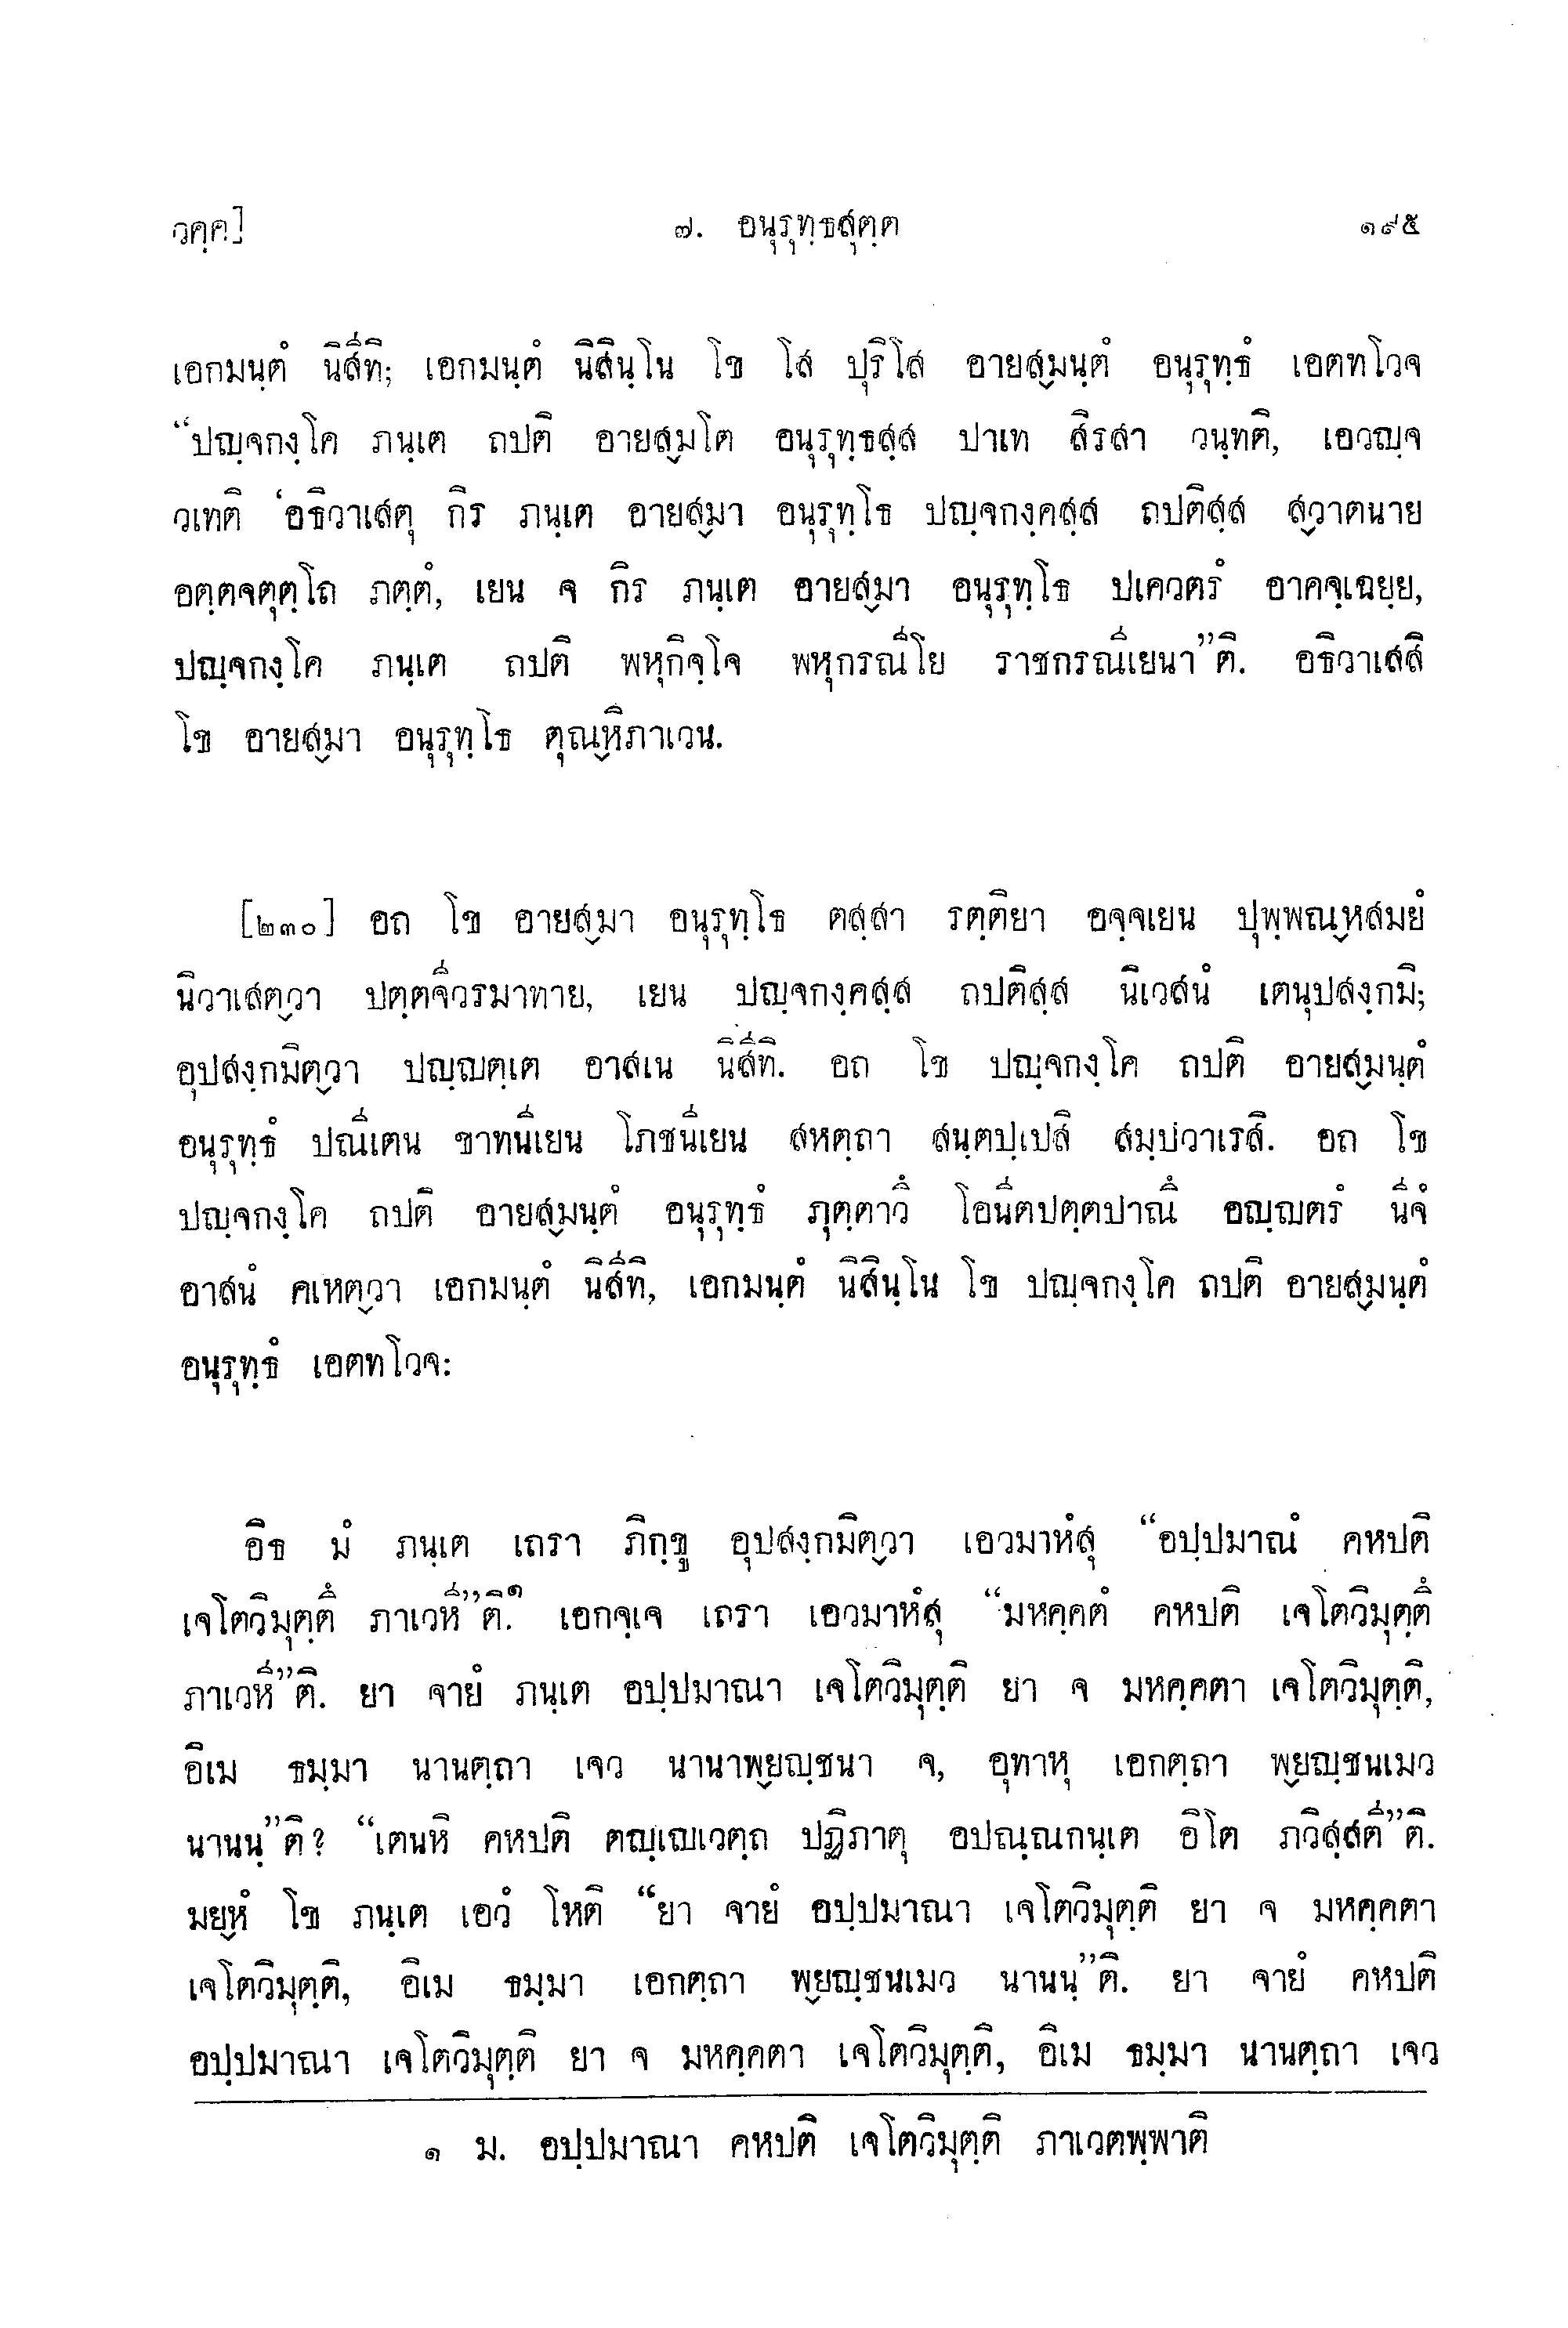 วคฺค]
๗. อนุรุทฺธสุตฺต
๑๙๕
เอกมนฺตํ นิสีทิ; เอกมนฺตํ นิสินฺโน โข โส ปุริโส อายสฺมนฺตํ อนุรุทฺธํ เอตทโวจ
“ปญฺจกงฺโค ภนฺเต ถปติ อายสฺมโต อนุรุทฺธสฺส ปาเท สิรสา วนฺทติ, เอวญฺจ
วเทติ ‘อธิวาเสตุ กิร ภนฺเต อายสฺมา อนุรุทฺโธ ปญฺจกงฺคสฺส ถปติสฺส สฺวาตนาย
อตฺตจตุตฺโถ ภตฺตํ, เยน จ กิร ภนฺเต อายสฺมา อนุรุทฺโธ ปเควตรํ อาคจฺเฉยฺย,
ปญฺจกงฺโค ภนฺเต ถปติ พหุกิจฺโจ พหุกรณีโย ราชกรณีเยนา”ติ. อธิวาเสสิ
โข อายสฺมา อนุรุทฺโธ ตุณฺหีภาเวน.
[๒๓๐] อถ โข อายสฺมา อนุรุทฺโธ ตสฺสา รตฺติยา อจฺจเยน ปุพฺพณฺหสมยํ
นิวาเสตฺวา ปตฺตจีวรมาทาย, เยน ปญฺจกงฺคสฺส ถปติสฺส นิเวสนํ เตนุปสงฺกมิ;
อุปสงฺกมิตฺวา ปญฺญตฺเต อาสเน นิสีทิ. อถ โข ปญฺจกงฺโค ถปติ อายสฺมนฺตํ
อนุรุทฺธํ ปณีเตน ขาทนีเยน โภชนีเยน สหตฺถา สนฺตปฺเปสิ สมฺปวาเรสิ. อถ โข
ปญฺจกงฺโค ถปติ อายสฺมนฺตํ อนุรุทฺธํ ภุตฺตาวึ โอนีตปตฺตปาณึ อญฺญตรํ นีจํ
อาสนํ คเหตฺวา เอกมนฺตํ นิสีทิ, เอกมนฺตํ นิสินฺโน โข ปญฺจกงฺโค ถปติ อายสฺมนฺตํ
อนุรุทฺธํ เอตทโวจ:
อิธ มํ ภนฺเต เถรา ภิกฺขู อุปสงฺกมิตฺวา เอวมาหํสุ “อปฺปมาณํ คหปติ
เจโตวิมุตฺตึ ภาเวหี”ติ.๑ เอกจฺเจ เถรา เอวมาหํสุ “มหคฺคตํ คหปติ เจโตวิมุตฺตึ
ภาเวหี”ติ. ยา จายํ ภนฺเต อปฺปมาณา เจโตวิมุตฺติ ยา จ มหคฺคตา เจโตวิมุตฺติ,
อิเม ธมฺมา นานตฺถา เจว นานาพฺยญฺชนา จ, อุทาหุ เอกตฺถา พฺยญฺชนเมว
นานนฺ”ติ? “เตนหิ คหปติ ตญฺเญเวตฺถ ปฏิภาตุ อปณฺณกนฺเต อิโต ภวิสฺสตี”ติ.
มยฺหํ โข ภนฺเต เอวํ โหติ “ยา จายํ อปฺปมาณา เจโตวิมุตฺติ ยา จ มหคฺคตา
เจโตวิมุตฺติ, อิเม ธมฺมา เอกตฺถา พฺยญฺชนเมว นานนฺ”ติ. ยา จายํ คหปติ
อปฺปมาณา เจโตวิมุตฺติ ยา จ มหคฺคตา เจโตวิมุตฺติ, อิเม ธมฺมา นานตฺถา เจว
๑ ม. อปฺปมาณา คหปติ เจโตวิมุตฺติ ภาเวตพฺพาติ